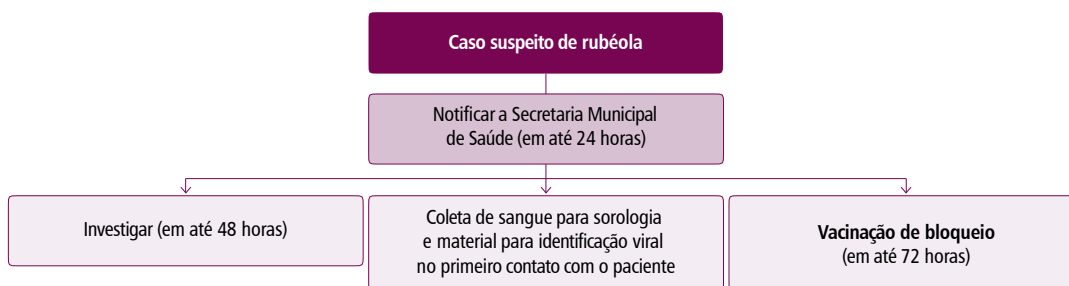 Caso suspeito de rubéola
Notificar a Secretaria Municipal
de Saúde (em até 24 horas)
Investigar (em até 48 horas)
Coleta de sangue para sorologia
e material para identificação viral
no primeiro contato com o paciente
Vacinação de bloqueio
(em até 72 horas)